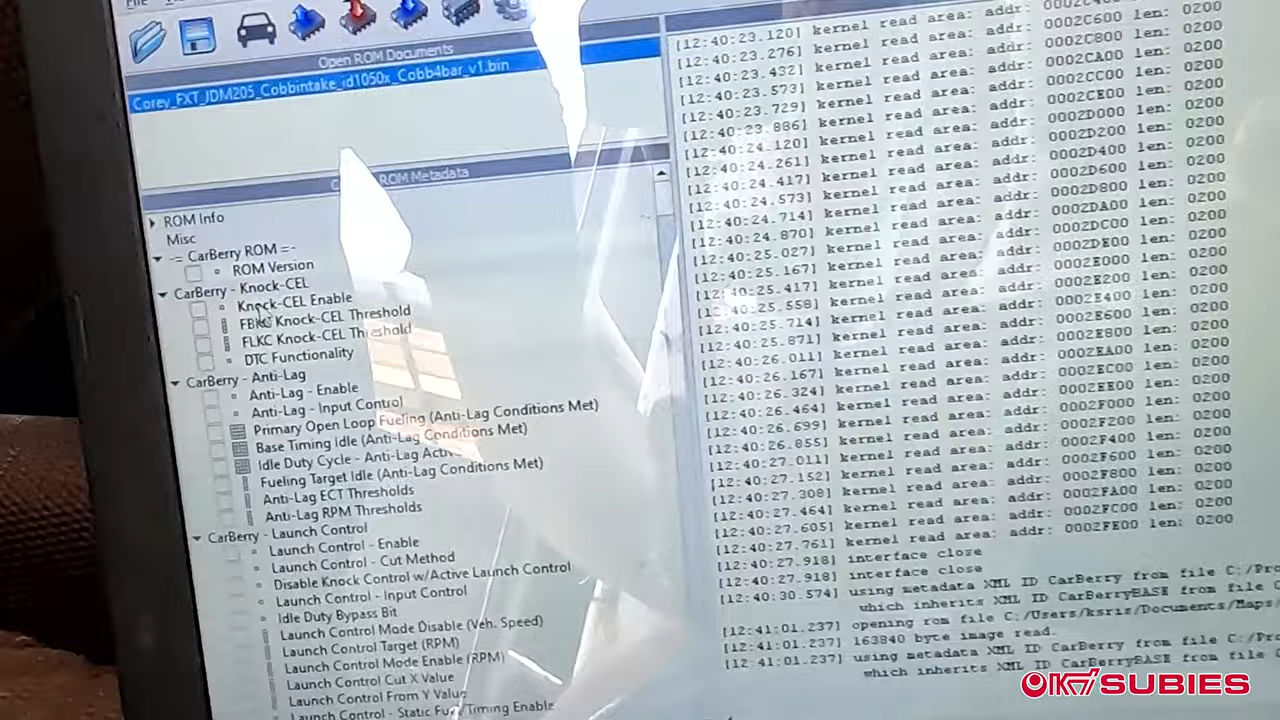 File
Open ROM Documents
Corey_FXT_JDM205_Cobbintake_id1050x_Cobb4bar_v1.bin
ROM Metadata
ROM Info
Misc
-= CarBerry ROM =-
ROM Version
CarBerry - Knock-CEL
Knock-CEL Enable
FBKC Knock-CEL Threshold
FLKC Knock-CEL Threshold
DTC Functionality
CarBerry - Anti-Lag
Anti-Lag - Enable
Anti-Lag - Input Control
Primary Open Loop Fueling (Anti-Lag Conditions Met)
Base Timing Idle (Anti-Lag Conditions Met)
Idle Duty Cycle - Anti-Lag Acti
Fueling Target Idle (Anti-Lag Conditions Met)
Anti-Lag ECT Thresholds
Anti-Lag RPM Thresholds
CarBerry - Launch Control
Launch Control - Enable
Launch Control - Cut Method
Disable Knock Control w/Active Launch Control
Launch Control - Input Control
Idle Duty Bypass Bit
Launch Control Mode Disable (Veh. Speed)
Launch Control Target (RPM)
Launch Control Mode Enable (RPM)
Launch Control Cut X Value
Launch Control From Y Value
Launch Control - Static Fuel/Timing Enable
[12:40:23.120] kernel read area: addr: 0002C400 len: 0200
[12:40:23.276] kernel read area: addr: 0002C600 len: 0200
[12:40:23.432] kernel read area: addr: 0002C800 len: 0200
[12:40:23.573] kernel read area: addr: 0002CA00 len: 0200
[12:40:23.729] kernel read area: addr: 0002CC00 len: 0200
[12:40:23.886] kernel read area: addr: 0002CE00 len: 0200
[12:40:24.120] kernel read area: addr: 0002D000 len: 0200
[12:40:24.261] kernel read area: addr: 0002D200 len: 0200
[12:40:24.417] kernel read area: addr: 0002D400 len: 0200
[12:40:24.573] kernel read area: addr: 0002D600 len: 0200
[12:40:24.714] kernel read area: addr: 0002D800 len: 0200
[12:40:24.870] kernel read area: addr: 0002DA00 len: 0200
[12:40:25.027] kernel read area: addr: 0002DC00 len: 0200
[12:40:25.167] kernel read area: addr: 0002DE00 len: 0200
[12:40:25.417] kernel read area: addr: 0002E000 len: 0200
[12:40:25.558] kernel read area: addr: 0002E200 len: 0200
[12:40:25.714] kernel read area: addr: 0002E400 len: 0200
[12:40:25.871] kernel read area: addr: 0002E600 len: 0200
[12:40:26.011] kernel read area: addr: 0002E800 len: 0200
[12:40:26.167] kernel read area: addr: 0002EA00 len: 0200
[12:40:26.324] kernel read area: addr: 0002EC00 len: 0200
[12:40:26.464] kernel read area: addr: 0002EE00 len: 0200
[12:40:26.699] kernel read area: addr: 0002F000 len: 0200
[12:40:26.855] kernel read area: addr: 0002F200 len: 0200
[12:40:27.011] kernel read area: addr: 0002F400 len: 0200
[12:40:27.152] kernel read area: addr: 0002F600 len: 0200
[12:40:27.308] kernel read area: addr: 0002F800 len: 0200
[12:40:27.464] kernel read area: addr: 0002FA00 len: 0200
[12:40:27.605] kernel read area: addr: 0002FC00 len: 0200
[12:40:27.761] kernel read area: addr: 0002FE00 len: 0200
[12:40:27.918] interface close
[12:40:27.918] interface close
[12:40:30.574] using metadata XML ID CarBerry from file C:/Pro
which inherits XML ID CarBerryBASE from file C
[12:41:01.237] opening rom file C:/Users/ksris/Documents/Maps/
[12:41:01.237] 163840 byte image read.
[12:41:01.237] using metadata XML ID CarBerry from file C:/Pro
which inherits XML ID CarBerryBASE from file C:
OK SUBIES